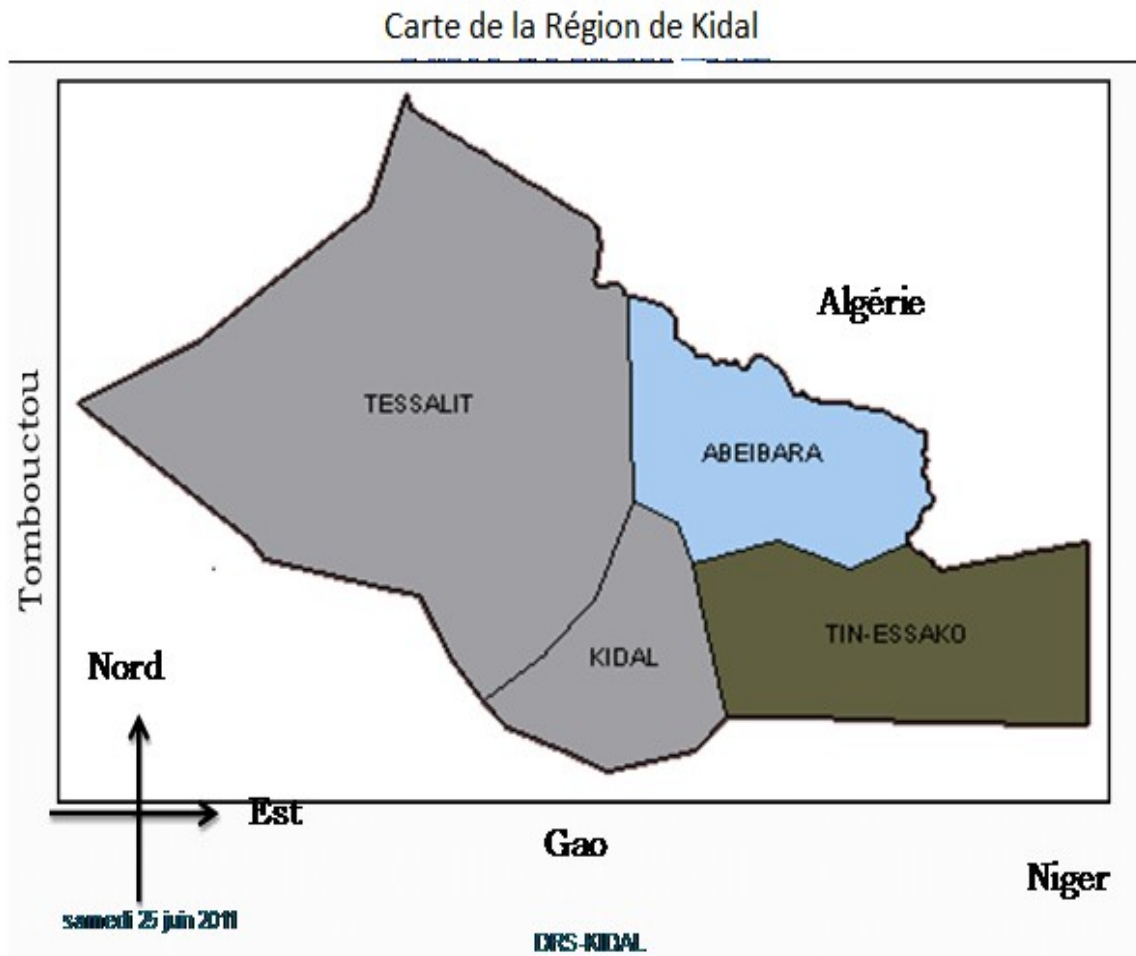 Carte de la Région de Kidal
Algérie
TESSALIT
Tombouctou
ABEIBARA
TIN-ESSAKO
KIDAL
Nord
Est
Gao
Niger
samedi 25 juin 2011
DRS-KIDAL